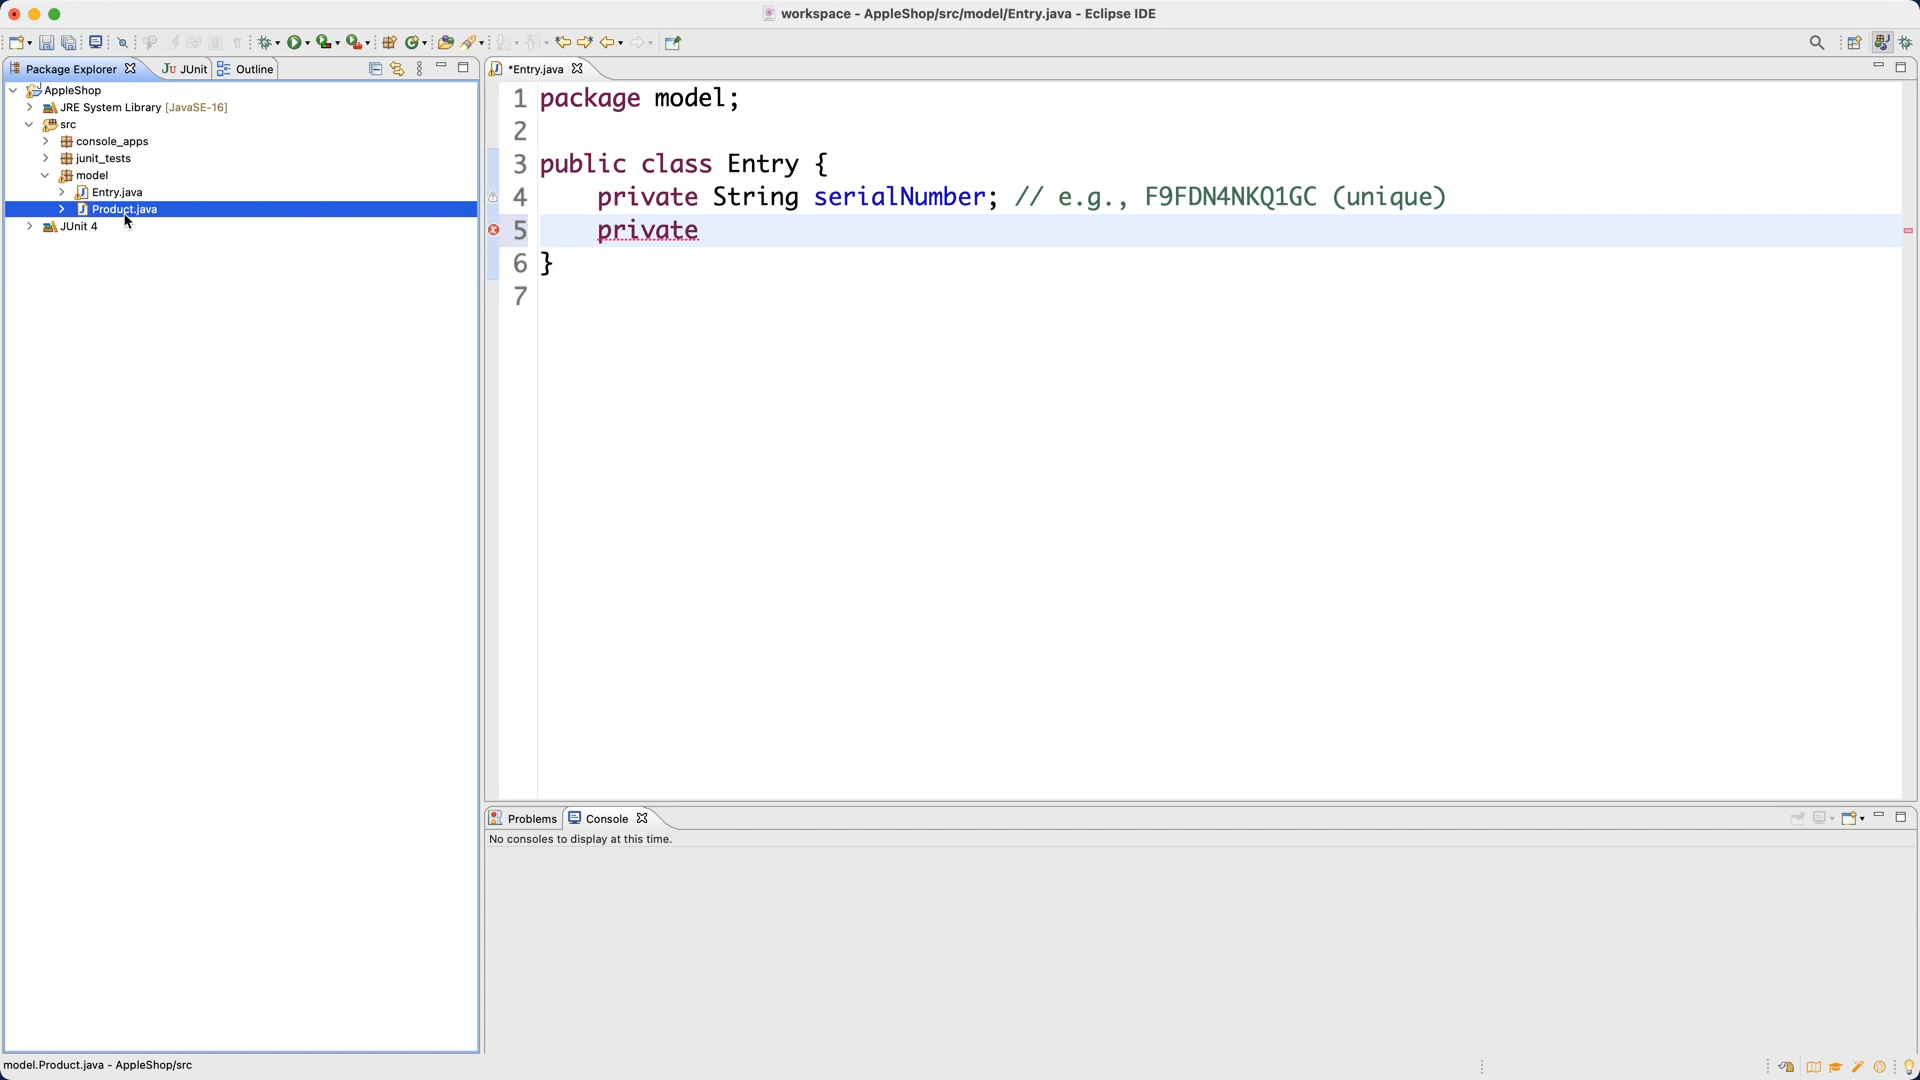 workspace - AppleShop/src/model/Entry.java - Eclipse IDE
Package Explorer
JUnit
Outline
AppleShop
JRE System Library [JavaSE-16]
src
console_apps
junit_tests
model
Entry.java
Product.java
JUnit 4
*Entry.java
1 package model;
2
3 public class Entry {
4 private String serialNumber; // e.g., F9FDN4NKQ1GC (unique)
5 private
6 }
7
Problems
Console
No consoles to display at this time.
model.Product.java - AppleShop/src